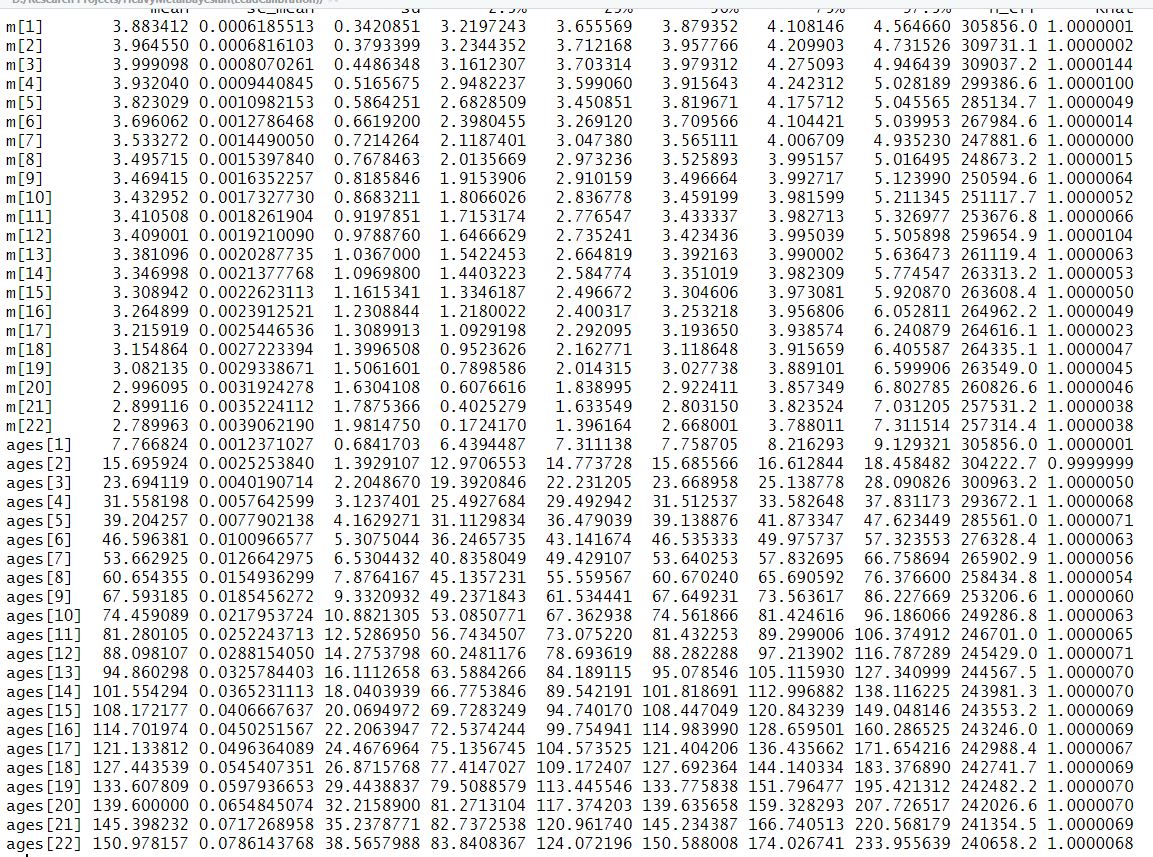 D:/Research Projects/HeavyMetalBayesian(LeadCalibration))
mean se_mean sd 2.5% 25% 50% 75% 97.5% n_eff Rhat
m[1] 3.883412 0.0006185513 0.3420851 3.2197243 3.655569 3.879352 4.108146 4.564660 305856.0 1.0000001
m[2] 3.964550 0.0006816103 0.3793399 3.2344352 3.712168 3.957766 4.209903 4.731526 309731.1 1.0000002
m[3] 3.999098 0.0008070261 0.4486348 3.1612307 3.703314 3.979312 4.275093 4.946439 309037.2 1.0000144
m[4] 3.932040 0.0009440845 0.5165675 2.9482237 3.599060 3.915643 4.242312 5.028189 299386.6 1.0000100
m[5] 3.823029 0.0010982153 0.5864251 2.6828509 3.450851 3.819671 4.175712 5.045565 285134.7 1.0000049
m[6] 3.696062 0.0012786468 0.6619200 2.3980455 3.269120 3.709566 4.104421 5.039953 267984.6 1.0000014
m[7] 3.533272 0.0014490050 0.7214264 2.1187401 3.047380 3.565111 4.006709 4.935230 247881.6 1.0000000
m[8] 3.495715 0.0015397840 0.7678463 2.0135669 2.973236 3.525893 3.995157 5.016495 248673.2 1.0000015
m[9] 3.469415 0.0016352257 0.8185846 1.9153906 2.910159 3.496664 3.992717 5.123990 250594.6 1.0000064
m[10] 3.432952 0.0017327730 0.8683211 1.8066026 2.836778 3.459199 3.981599 5.211345 251117.7 1.0000052
m[11] 3.410508 0.0018261904 0.9197851 1.7153174 2.776547 3.433337 3.982713 5.326977 253676.8 1.0000066
m[12] 3.409001 0.0019210090 0.9788760 1.6466629 2.735241 3.423436 3.995039 5.505898 259654.9 1.0000104
m[13] 3.381096 0.0020287735 1.0367000 1.5422453 2.664819 3.392163 3.990002 5.636473 261119.4 1.0000063
m[14] 3.346998 0.0021377768 1.0969800 1.4403223 2.584774 3.351019 3.982309 5.774547 263313.2 1.0000053
m[15] 3.308942 0.0022623113 1.1615341 1.3346187 2.496672 3.304606 3.973081 5.920870 263608.4 1.0000050
m[16] 3.264899 0.0023912521 1.2308844 1.2180022 2.400317 3.253218 3.956806 6.052811 264962.2 1.0000049
m[17] 3.215919 0.0025446536 1.3089913 1.0929198 2.292095 3.193650 3.938574 6.240879 264616.1 1.0000023
m[18] 3.154864 0.0027223394 1.3996508 0.9523626 2.162771 3.118648 3.915659 6.405587 264335.1 1.0000047
m[19] 3.082135 0.0029338671 1.5061601 0.7898586 2.014315 3.027738 3.889101 6.599906 263549.0 1.0000045
m[20] 2.996095 0.0031924278 1.6304108 0.6076616 1.838995 2.922411 3.857349 6.802785 260826.6 1.0000046
m[21] 2.899116 0.0035224112 1.7875366 0.4025279 1.633549 2.803150 3.823524 7.031205 257531.2 1.0000038
m[22] 2.789963 0.0039062190 1.9814750 0.1724170 1.396164 2.668001 3.788011 7.311514 257314.4 1.0000038
ages[1] 7.766824 0.0012371027 0.6841703 6.4394487 7.311138 7.758705 8.216293 9.129321 305856.0 1.0000001
ages[2] 15.695924 0.0025253840 1.3929107 12.9706553 14.773728 15.685566 16.612844 18.458482 304222.7 0.9999999
ages[3] 23.694119 0.0040190714 2.2048670 19.3920846 22.231205 23.668958 25.138778 28.090826 300963.2 1.0000050
ages[4] 31.558198 0.0057642599 3.1237401 25.4927684 29.492942 31.512537 33.582648 37.831173 293672.1 1.0000068
ages[5] 39.204257 0.0077902138 4.1629271 31.1129834 36.479039 39.138876 41.873347 47.623449 285561.0 1.0000071
ages[6] 46.596381 0.0100966577 5.3075044 36.2465735 43.141674 46.535333 49.975737 57.323553 276328.4 1.0000063
ages[7] 53.662925 0.0126642975 6.5304432 40.8358049 49.429107 53.640253 57.832695 66.758694 265902.9 1.0000056
ages[8] 60.654355 0.0154936299 7.8764167 45.1357231 55.559567 60.670240 65.690592 76.376600 258434.8 1.0000054
ages[9] 67.593185 0.0185456272 9.3320932 49.2371843 61.534441 67.649231 73.563617 86.227669 253206.6 1.0000060
ages[10] 74.459089 0.0217953724 10.8821305 53.0850771 67.362938 74.561866 81.424616 96.186066 249286.8 1.0000063
ages[11] 81.280105 0.0252243713 12.5286950 56.7434507 73.075220 81.432253 89.299006 106.374912 246701.0 1.0000065
ages[12] 88.098107 0.0288154050 14.2753798 60.2481176 78.693619 88.282288 97.213902 116.787289 245429.0 1.0000071
ages[13] 94.860298 0.0325784403 16.1112658 63.5884266 84.189115 95.078546 105.115930 127.340999 244567.5 1.0000070
ages[14] 101.554294 0.0365231113 18.0403939 66.7753846 89.542191 101.818691 112.996882 138.116225 243981.3 1.0000070
ages[15] 108.172177 0.0406667637 20.0694972 69.7283249 94.740170 108.447049 120.843239 149.048146 243553.2 1.0000069
ages[16] 114.701974 0.0450251567 22.2063947 72.5374244 99.754941 114.983990 128.659501 160.286525 243246.0 1.0000069
ages[17] 121.133812 0.0496364089 24.4676964 75.1356745 104.573525 121.404206 136.435662 171.654216 242988.4 1.0000067
ages[18] 127.443539 0.0545407351 26.8715768 77.4147027 109.172407 127.692364 144.140334 183.376890 242741.7 1.0000069
ages[19] 133.607809 0.0597936653 29.4438837 79.5088579 113.445546 133.775838 151.796477 195.421312 242482.2 1.0000070
ages[20] 139.600000 0.0654845074 32.2158900 81.2713104 117.374203 139.635658 159.328293 207.726517 242026.6 1.0000070
ages[21] 145.398232 0.0717268958 35.2378771 82.7372538 120.961740 145.234387 166.740513 220.568179 241354.5 1.0000069
ages[22] 150.978157 0.0786143768 38.5657988 83.8408367 124.072196 150.588008 174.026741 233.955639 240658.2 1.0000068